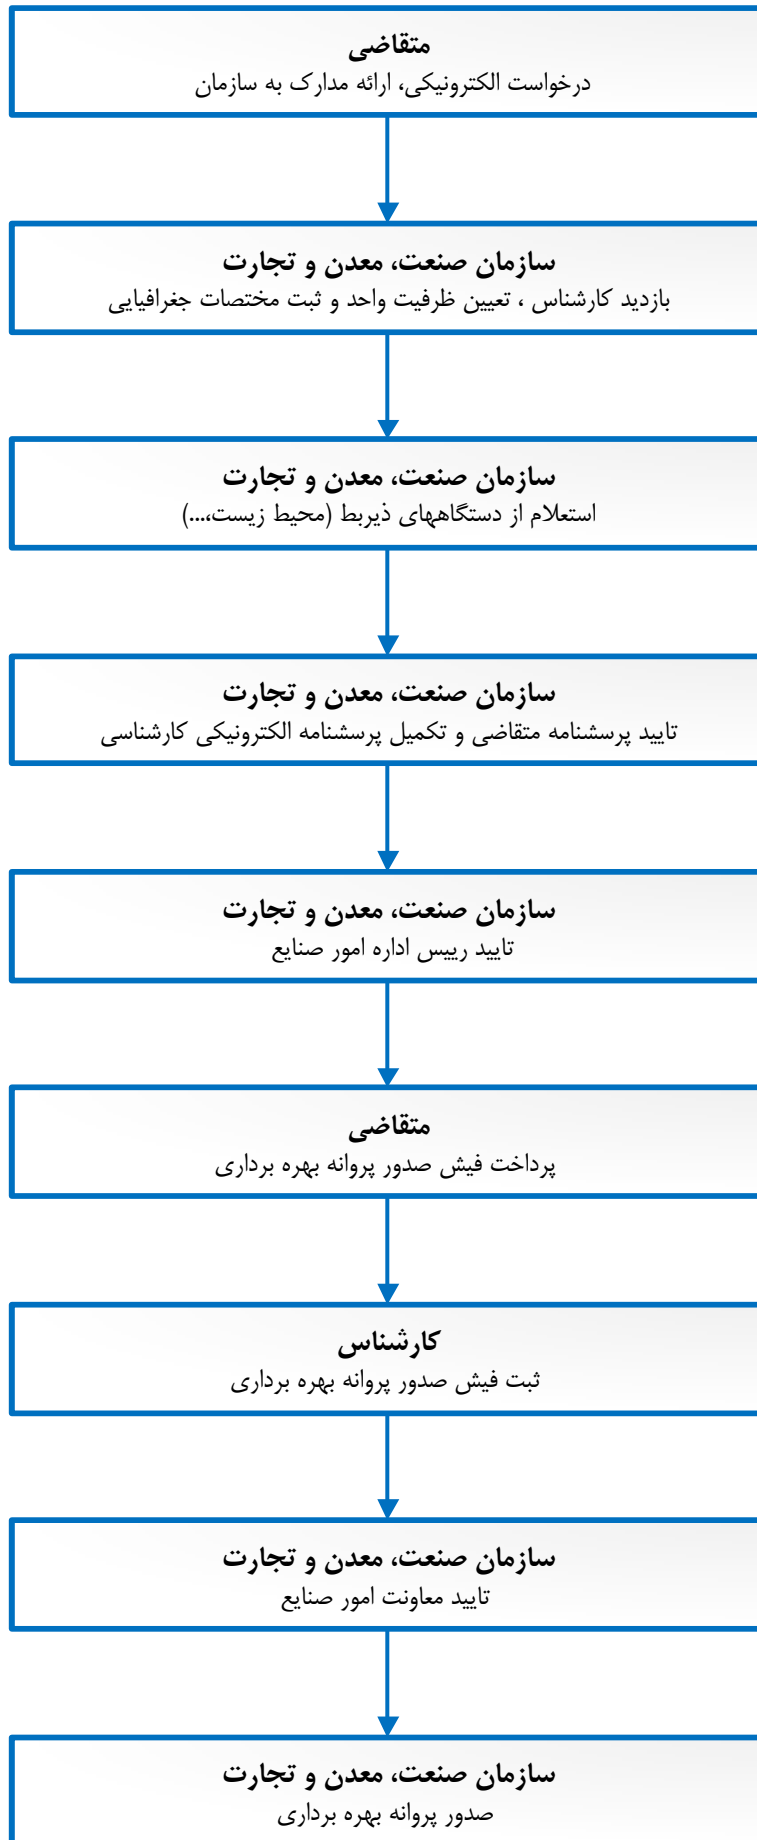 متقاضی
درخواست الکترونیکی، ارائه مدارک به سازمان
سازمان صنعت، معدن و تجارت
بازدید کارشناس ، تعیین ظرفیت واحد و ثبت مختصات جغرافیایی
سازمان صنعت، معدن و تجارت
استعلام از دستگاههای ذیربط (محیط زیست،...)
سازمان صنعت، معدن و تجارت
تایید پرسشنامه متقاضی و تکمیل پرسشنامه الکترونیکی کارشناسی
سازمان صنعت، معدن و تجارت
تایید رییس اداره امور صنایع
متقاضی
پرداخت فیش صدور پروانه بهره برداری
کارشناس
ثبت فیش صدور پروانه بهره برداری
سازمان صنعت، معدن و تجارت
تایید معاونت امور صنایع
سازمان صنعت، معدن و تجارت
صدور پروانه بهره برداری